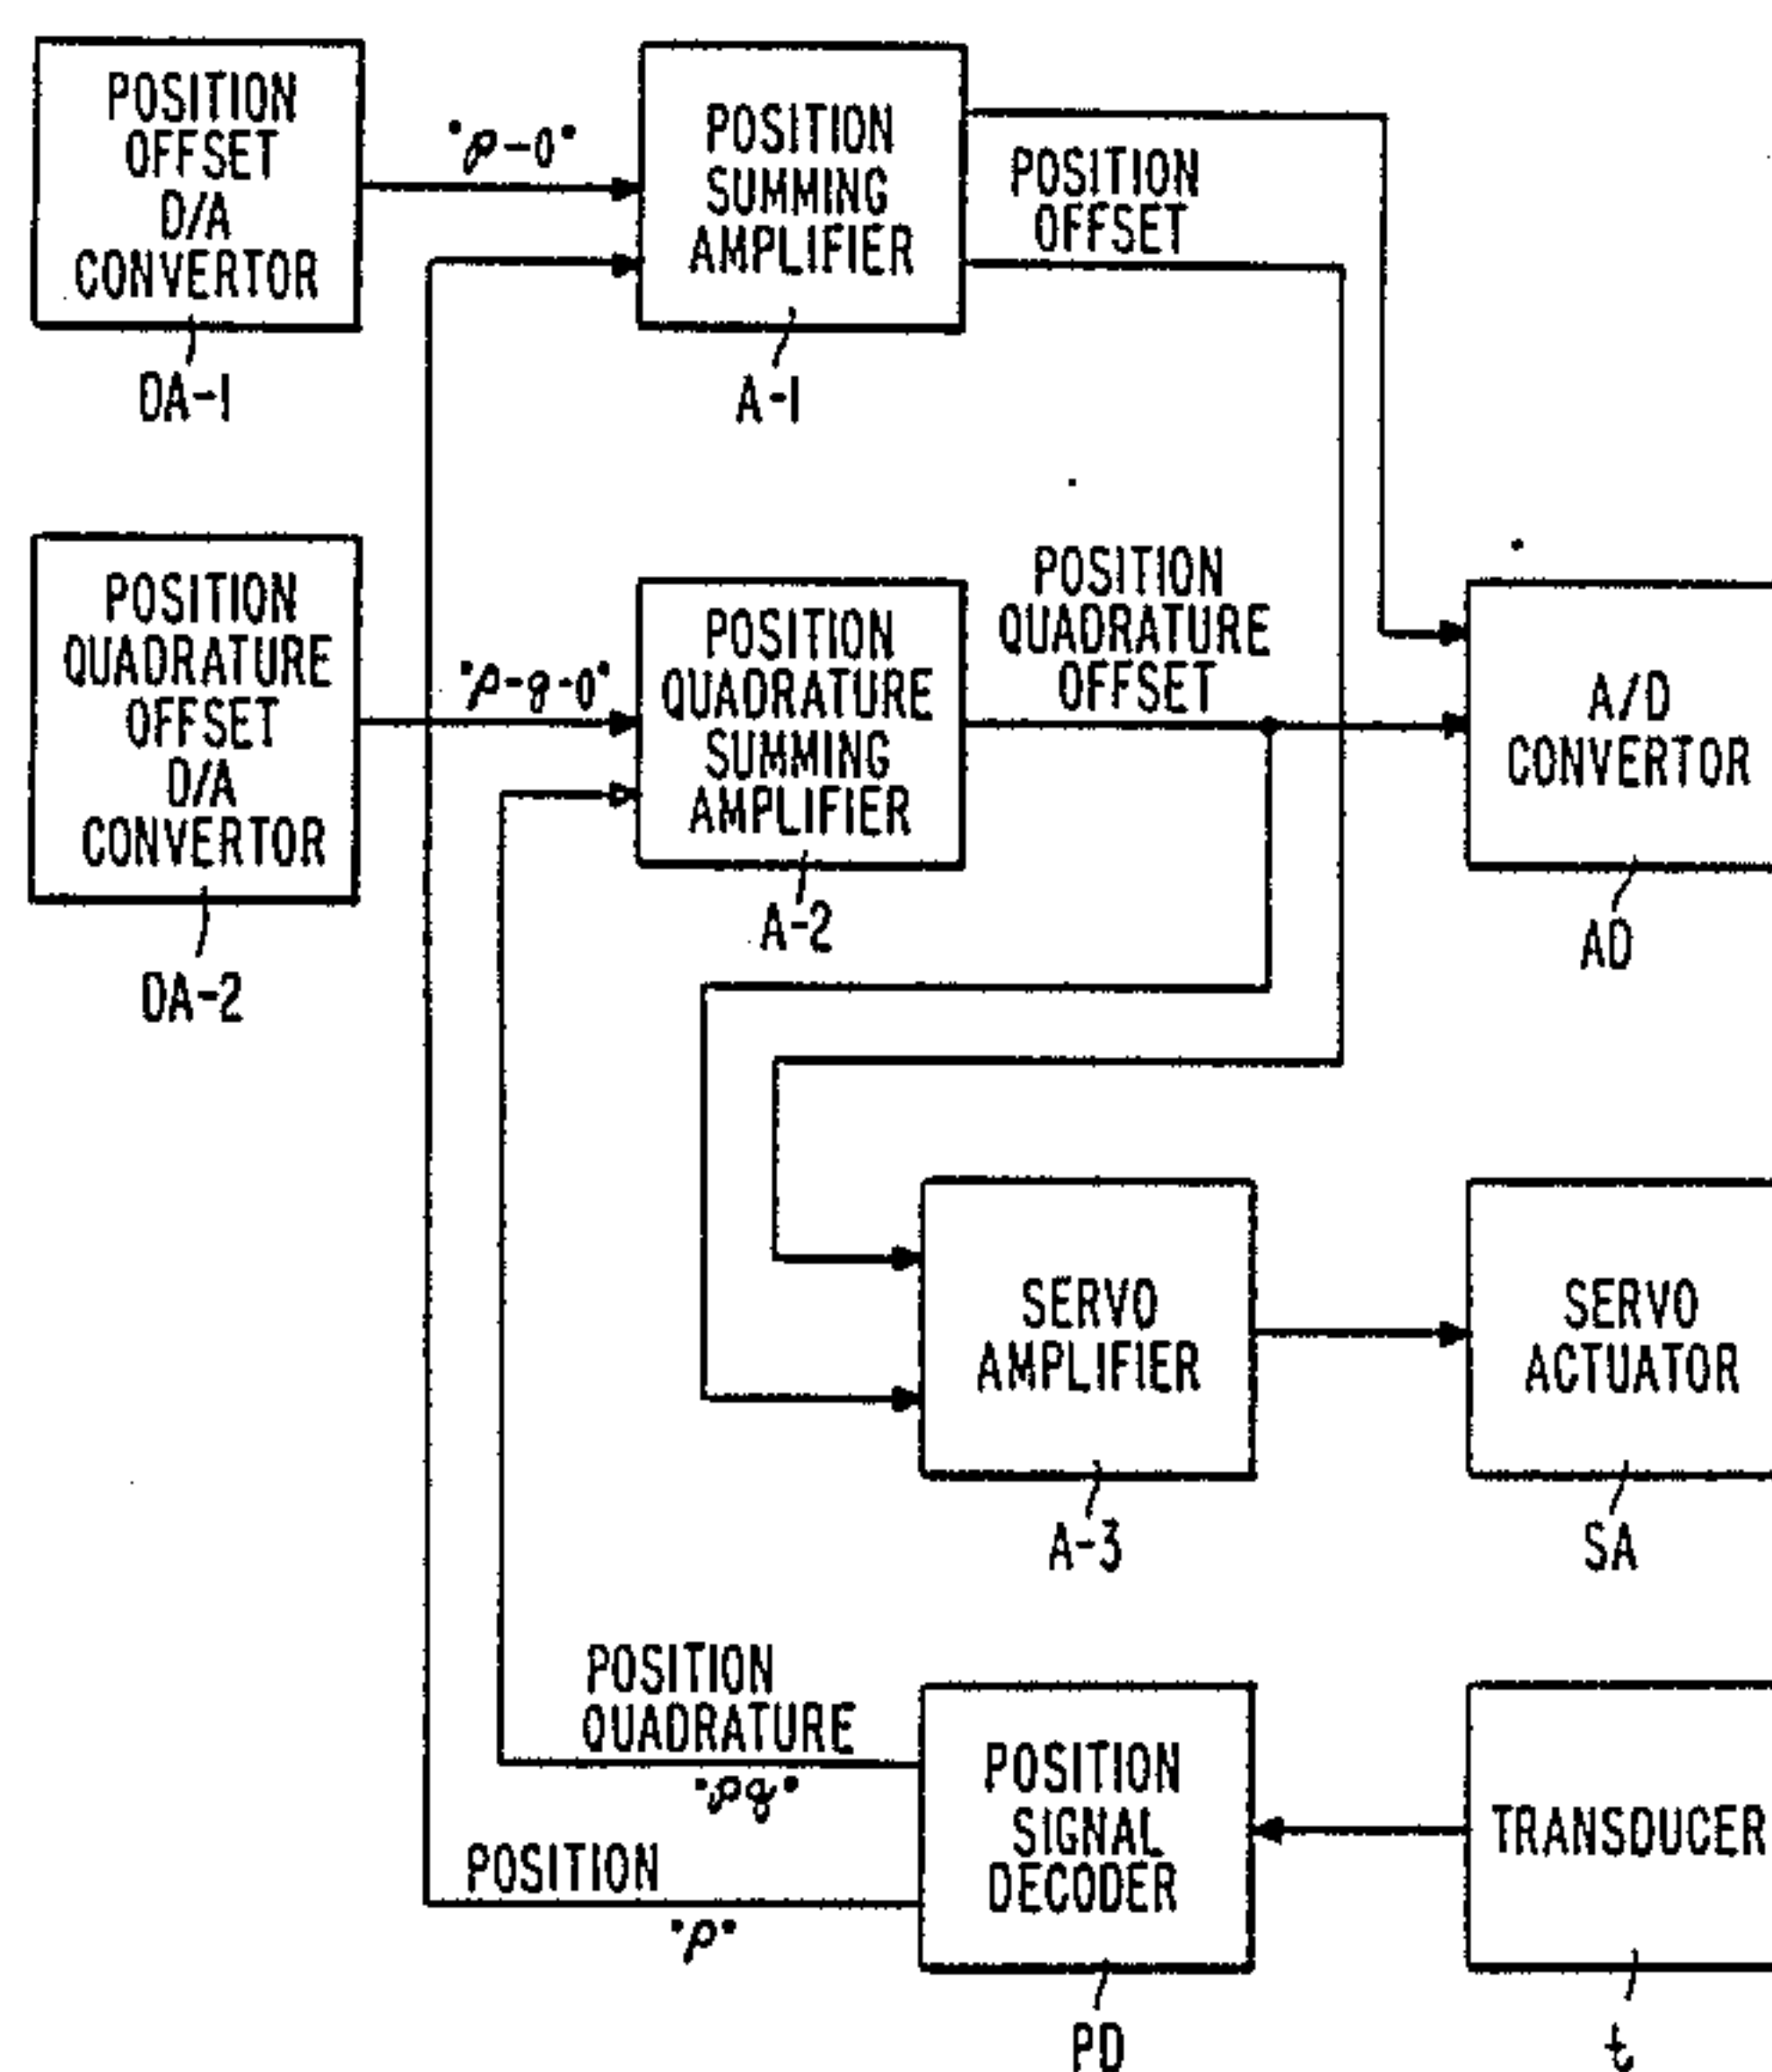 POSITION
OFFSET
D/A
CONVERTOR
DA-1
"p-o"
POSITION
SUMMING
AMPLIFIER
A-1
POSITION
OFFSET
POSITION
QUADRATURE
OFFSET
D/A
CONVERTOR
DA-2
"p-q-o"
POSITION
QUADRATURE
SUMMING
AMPLIFIER
A-2
POSITION
QUADRATURE
OFFSET
A/D
CONVERTOR
AD
SERVO
AMPLIFIER
A-3
SERVO
ACTUATOR
SA
POSITION
QUADRATURE
"pq"
POSITION
"p"
POSITION
SIGNAL
DECODER
PD
TRANSDUCER
t